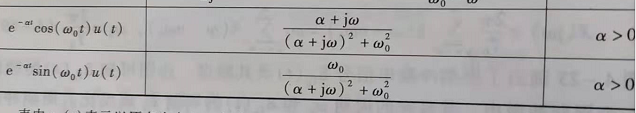 e^{-αt}cos(ω₀t)u(t) (α+jω)/((α+jω)²+ω₀²) α>0
e^{-αt}sin(ω₀t)u(t) ω₀/((α+jω)²+ω₀²) α>0